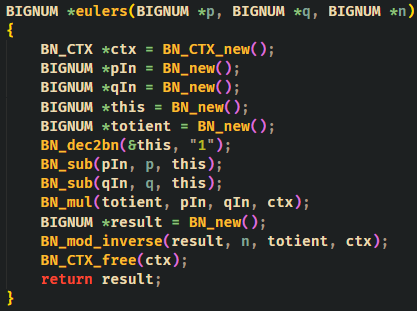 BIGNUM *eulers(BIGNUM *p, BIGNUM *q, BIGNUM *n)
{
BN_CTX *ctx = BN_CTX_new();
BIGNUM *pIn = BN_new();
BIGNUM *qIn = BN_new();
BIGNUM *this = BN_new();
BIGNUM *totient = BN_new();
BN_dec2bn(&this, "1");
BN_sub(pIn, p, this);
BN_sub(qIn, q, this);
BN_mul(totient, pIn, qIn, ctx);
BIGNUM *result = BN_new();
BN_mod_inverse(result, n, totient, ctx);
BN_CTX_free(ctx);
return result;
}